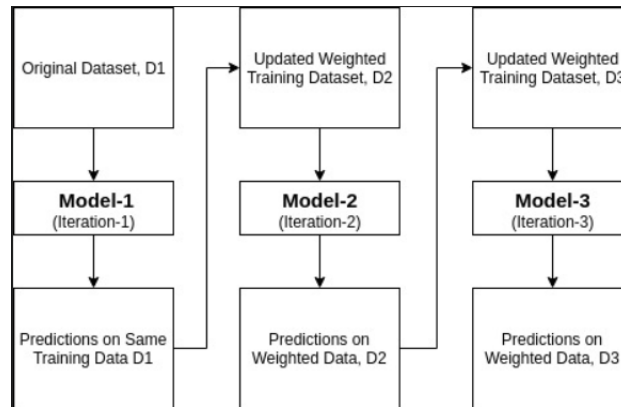 Original Dataset, D1
Updated Weighted
Training Dataset, D2
Updated Weighted
Training Dataset, D3
Model-1
(Iteration-1)
Model-2
(Iteration-2)
Model-3
(Iteration-3)
Predictions on Same
Training Data D1
Predictions on
Weighted Data, D2
Predictions on
Weighted Data, D3